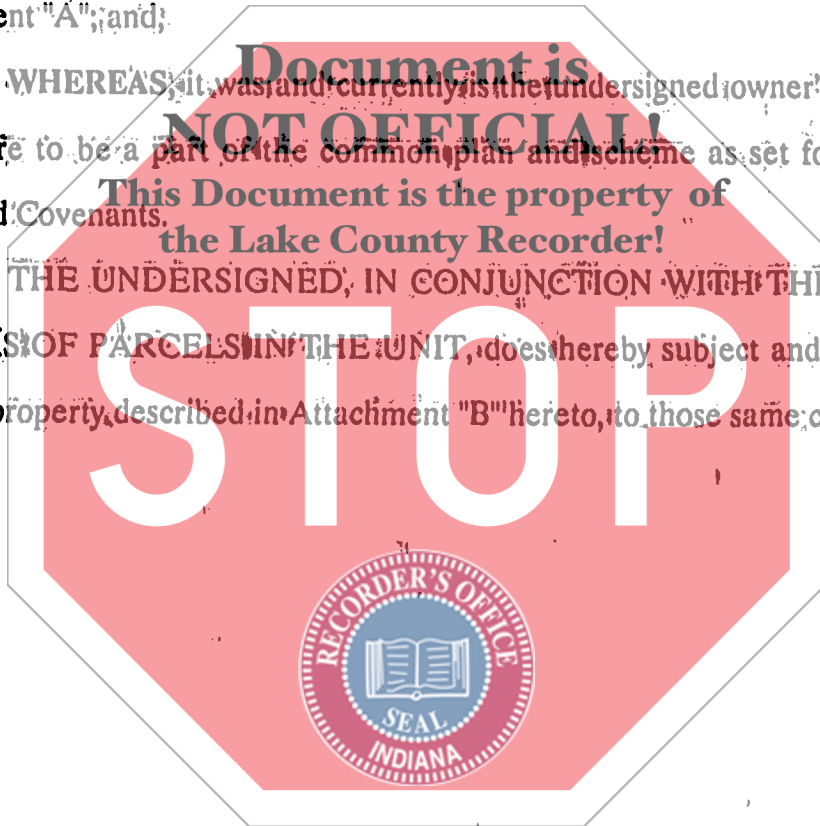 ent "A"; and;
Document is
WHEREAS, it was and currently is the undersigned owner'
NOT OFFICIAL!
re to be a part of the common plan and scheme as set fo
This Document is the property of
d Covenants.
the Lake County Recorder!
THE UNDERSIGNED, IN CONJUNCTION WITH THE
S OF PARCELS IN THE UNIT, does hereby subject and
roperty described in Attachment "B" hereto, to those same c
STOP
RECORDER'S OFFICE
SEAL
INDIANA